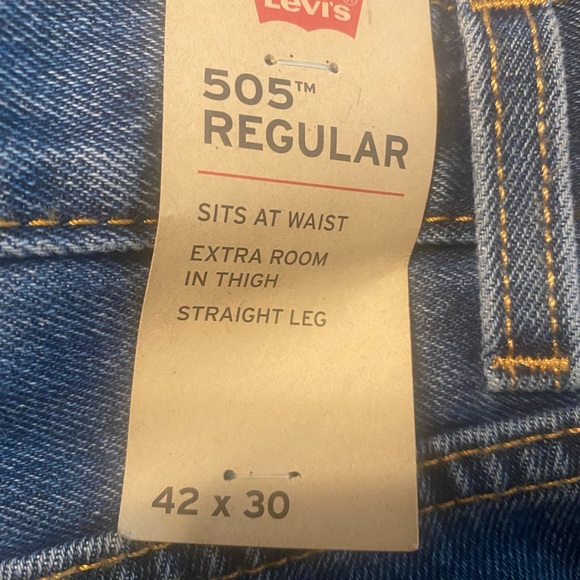 Levi's
505™
REGULAR
SITS AT WAIST
EXTRA ROOM
IN THIGH
STRAIGHT LEG
42 x 30